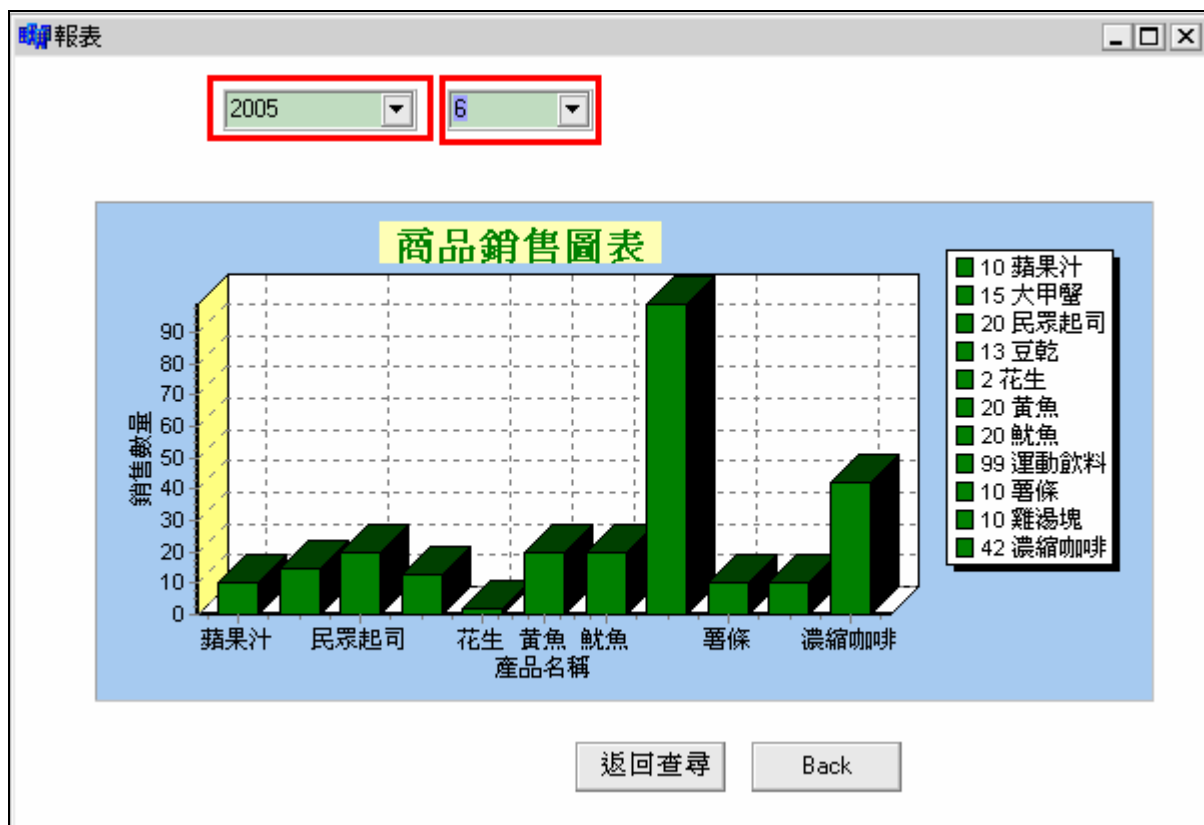 報表
2005
6
商品銷售圖表
銷售數量
90
80
70
60
50
40
30
20
10
0
蘋果汁 民眾起司 花生 黃魚 魷魚 薯條 濃縮咖啡
產品名稱
10 蘋果汁
15 大甲蟹
20 民眾起司
13 豆乾
2 花生
20 黃魚
20 魷魚
99 運動飲料
10 薯條
10 雞湯塊
42 濃縮咖啡
返回查尋
Back